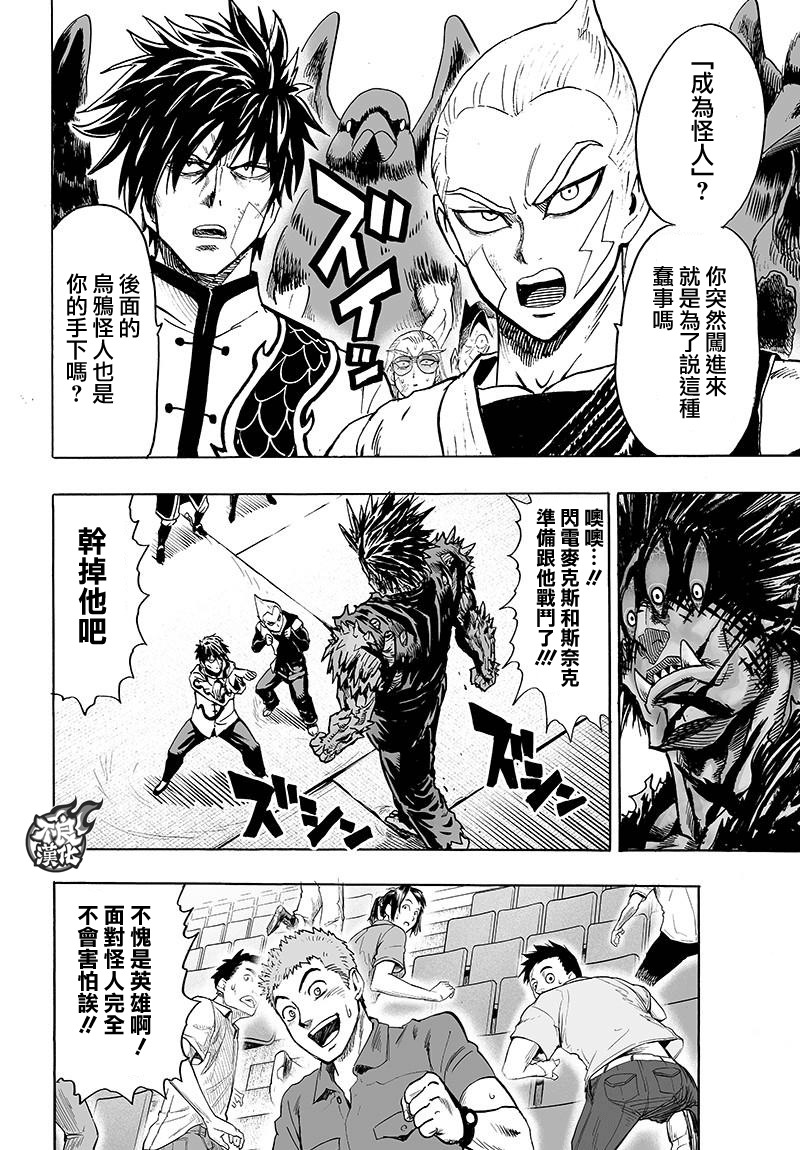 「成為怪人」？
你突然闖進來
就是為了說這種
蠢事嗎
ズイッ
後面的
烏鴉怪人也是
你的手下嗎？
噢噢…!!
閃電麥克斯和斯奈克
準備跟他戰鬥了!!!
幹掉他吧
ズシン
ズシン
不愧是英雄啊！
面對怪人完全
不會害怕誒!!